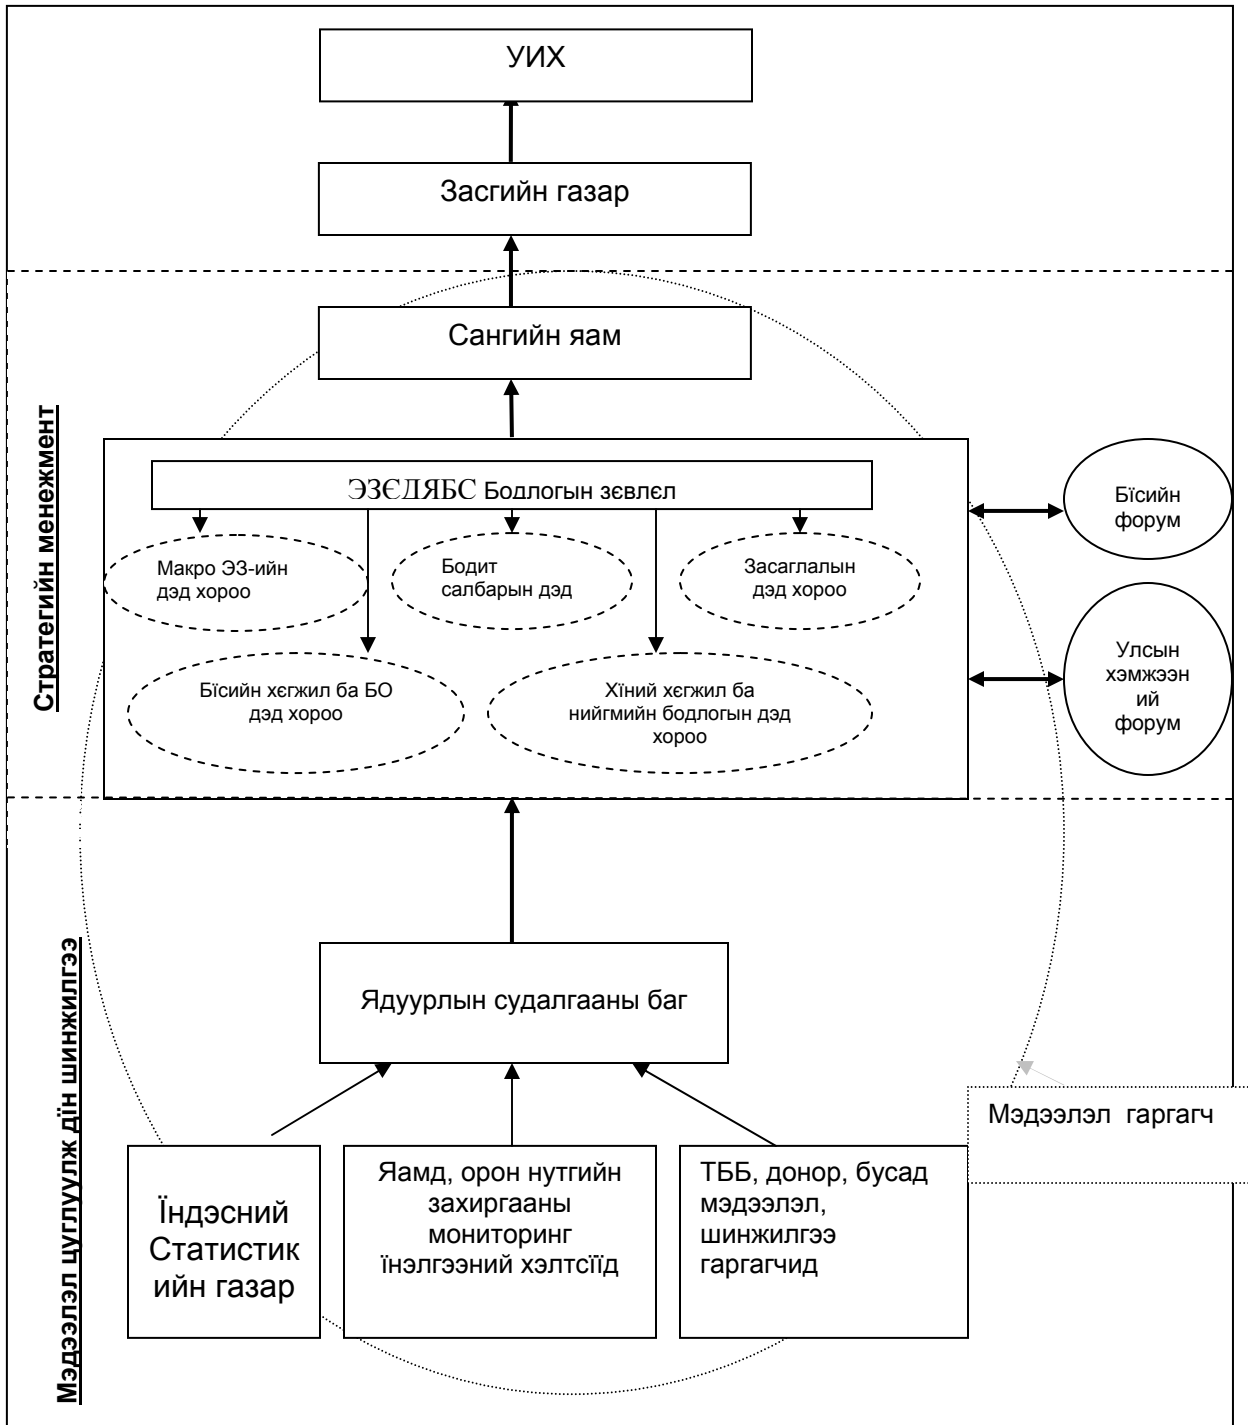 УИХ
Засгийн газар
Сангийн яам
Стратегийн менежмент
ЭЗЄДЯБС Бодлогын зєвлєл
Макро ЭЗ-ийн
дэд хороо
Бодит
салбарын дэд
Засаглалын
дэд хороо
Бїсийн хєгжил ба БО
дэд хороо
Хїний хєгжил ба
нийгмийн бодлогын дэд
хороо
Бїсийн
форум
Улсын
хэмжээн
ий
форум
Мэдээлэл цуглуулж дїн шинжилгээ
Ядуурлын судалгааны баг
Мэдээлэл гаргагч
Їндэсний
Статистик
ийн газар
Яамд, орон нутгийн
захиргааны
мониторинг
їнэлгээний хэлтсїїд
ТББ, донор, бусад
мэдээлэл,
шинжилгээ
гаргагчид